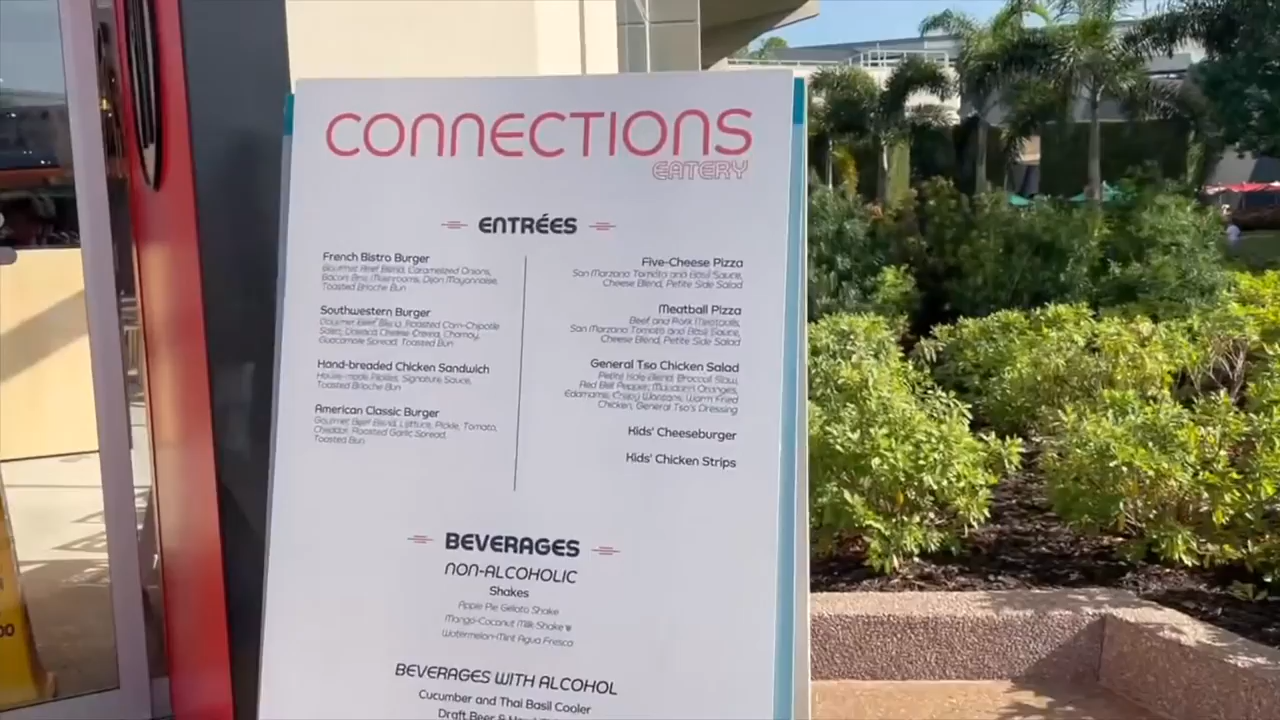 CONNECTIONS
EATERY
ENTRÉES
French Bistro Burger
Gourmet Beef Blend, Caramelized Onions,
Bacon Brie, Mushrooms, Dijon Mayonnaise,
Toasted Brioche Bun
Southwestern Burger
Gourmet Beef Blend, Roasted Corn-Chipotle
Salsa, Oaxaca Cheese Crema, Chamoy,
Guacamole Spread, Toasted Bun
Hand-breaded Chicken Sandwich
House-made Pickles, Signature Sauce,
Toasted Brioche Bun
American Classic Burger
Gourmet Beef Blend, Lettuce, Pickle, Tomato,
Cheddar, Roasted Garlic Spread,
Toasted Bun
Five-Cheese Pizza
San Marzano Tomato and Basil Sauce,
Cheese Blend, Petite Side Salad
Meatball Pizza
Beef and Pork Meatballs,
San Marzano Tomato and Basil Sauce,
Cheese Blend, Petite Side Salad
General Tso Chicken Salad
Petite Kale Blend, Broccoli Slaw,
Red Bell Pepper, Mandarin Oranges,
Edamame, Crispy Wontons, Warm Fried
Chicken, General Tso's Dressing
Kids' Cheeseburger
Kids' Chicken Strips
BEVERAGES
NON-ALCOHOLIC
Shakes
Apple Pie Gelato Shake
Mango-Coconut Milk Shake
Watermelon-Mint Agua Fresca
BEVERAGES WITH ALCOHOL
Cucumber and Thai Basil Cooler
Draft Beer &